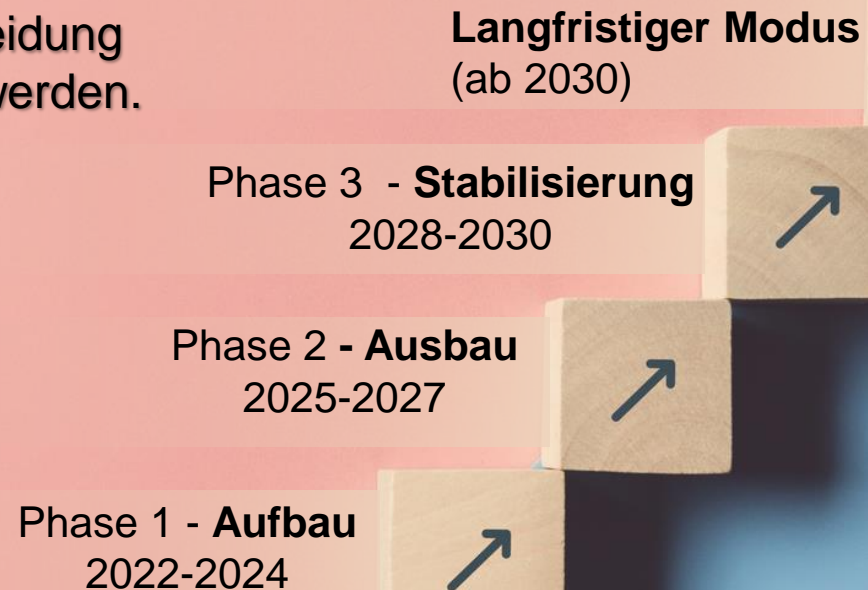 werden.
Langfristiger Modus
(ab 2030)
Phase 3 - Stabilisierung
2028-2030
Phase 2 - Ausbau
2025-2027
Phase 1 - Aufbau
2022-2024